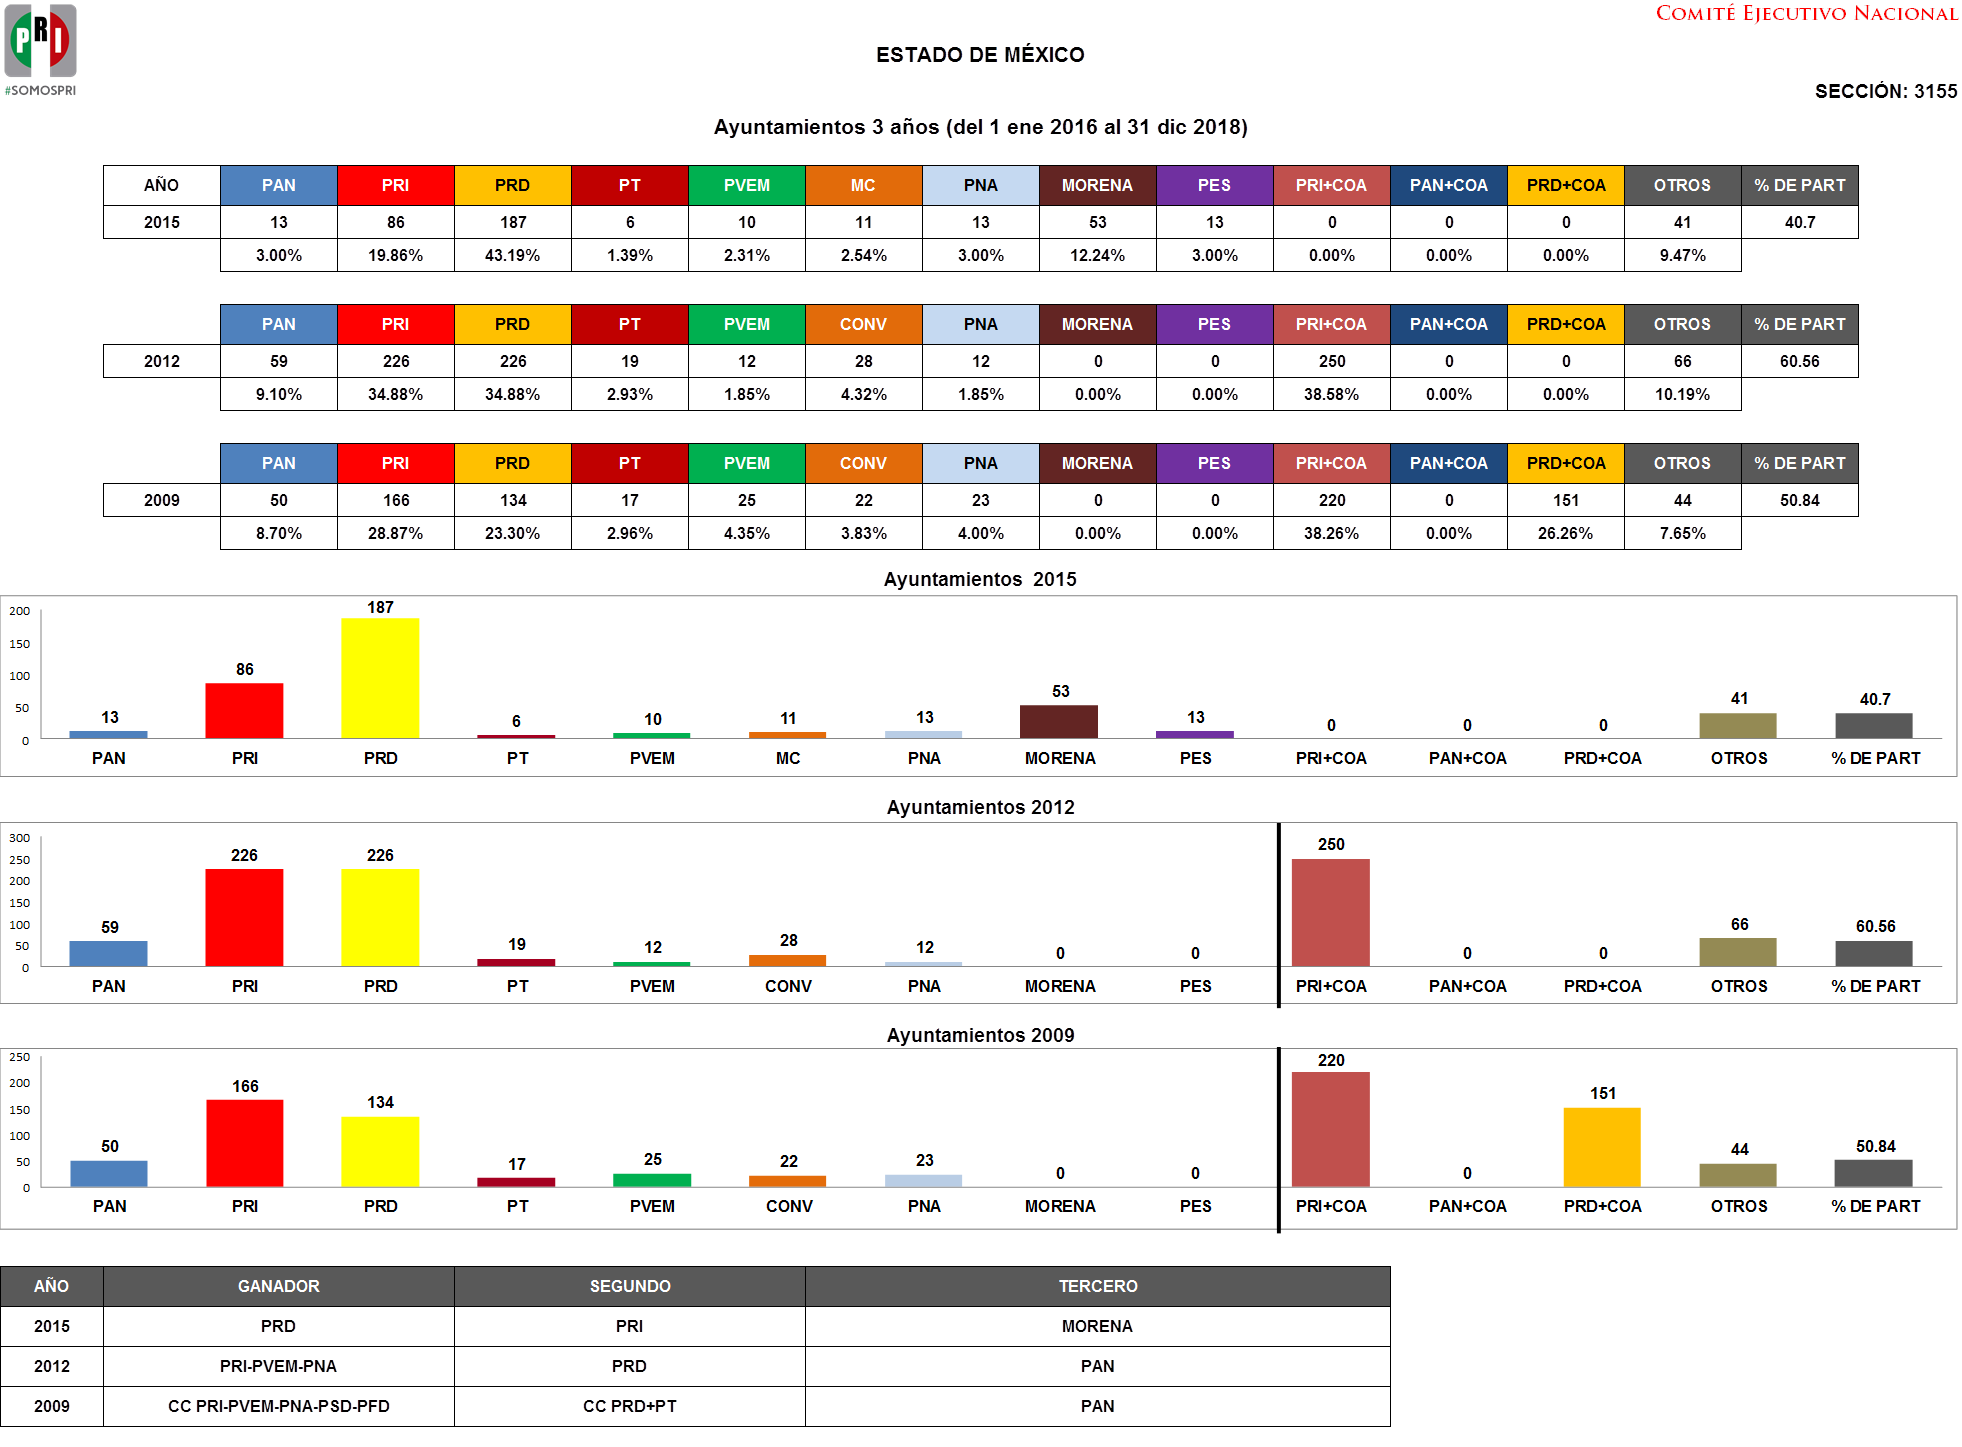 PRI
#SOMOSPRI
COMITÉ EJECUTIVO NACIONAL
ESTADO DE MÉXICO
SECCIÓN: 3155
Ayuntamientos 3 años (del 1 ene 2016 al 31 dic 2018)
AÑO PAN PRI PRD PT PVEM MC PNA MORENA PES PRI+COA PAN+COA PRD+COA OTROS % DE PART
2015 13 86 187 6 10 11 13 53 13 0 0 0 41 40.7
3.00% 19.86% 43.19% 1.39% 2.31% 2.54% 3.00% 12.24% 3.00% 0.00% 0.00% 0.00% 9.47%
PAN PRI PRD PT PVEM CONV PNA MORENA PES PRI+COA PAN+COA PRD+COA OTROS % DE PART
2012 59 226 226 19 12 28 12 0 0 250 0 0 66 60.56
9.10% 34.88% 34.88% 2.93% 1.85% 4.32% 1.85% 0.00% 0.00% 38.58% 0.00% 0.00% 10.19%
PAN PRI PRD PT PVEM CONV PNA MORENA PES PRI+COA PAN+COA PRD+COA OTROS % DE PART
2009 50 166 134 17 25 22 23 0 0 220 0 151 44 50.84
8.70% 28.87% 23.30% 2.96% 4.35% 3.83% 4.00% 0.00% 0.00% 38.26% 0.00% 26.26% 7.65%
Ayuntamientos 2015
200
150
100
50
0
13 86 187 6 10 11 13 53 13 0 0 0 41 40.7
PAN PRI PRD PT PVEM MC PNA MORENA PES PRI+COA PAN+COA PRD+COA OTROS % DE PART
Ayuntamientos 2012
300
250
200
150
100
50
0
59 226 226 19 12 28 12 0 0 250 0 0 66 60.56
PAN PRI PRD PT PVEM CONV PNA MORENA PES PRI+COA PAN+COA PRD+COA OTROS % DE PART
Ayuntamientos 2009
250
200
150
100
50
0
50 166 134 17 25 22 23 0 0 220 0 151 44 50.84
PAN PRI PRD PT PVEM CONV PNA MORENA PES PRI+COA PAN+COA PRD+COA OTROS % DE PART
AÑO GANADOR SEGUNDO TERCERO
2015 PRD PRI MORENA
2012 PRI-PVEM-PNA PRD PAN
2009 CC PRI-PVEM-PNA-PSD-PFD CC PRD+PT PAN